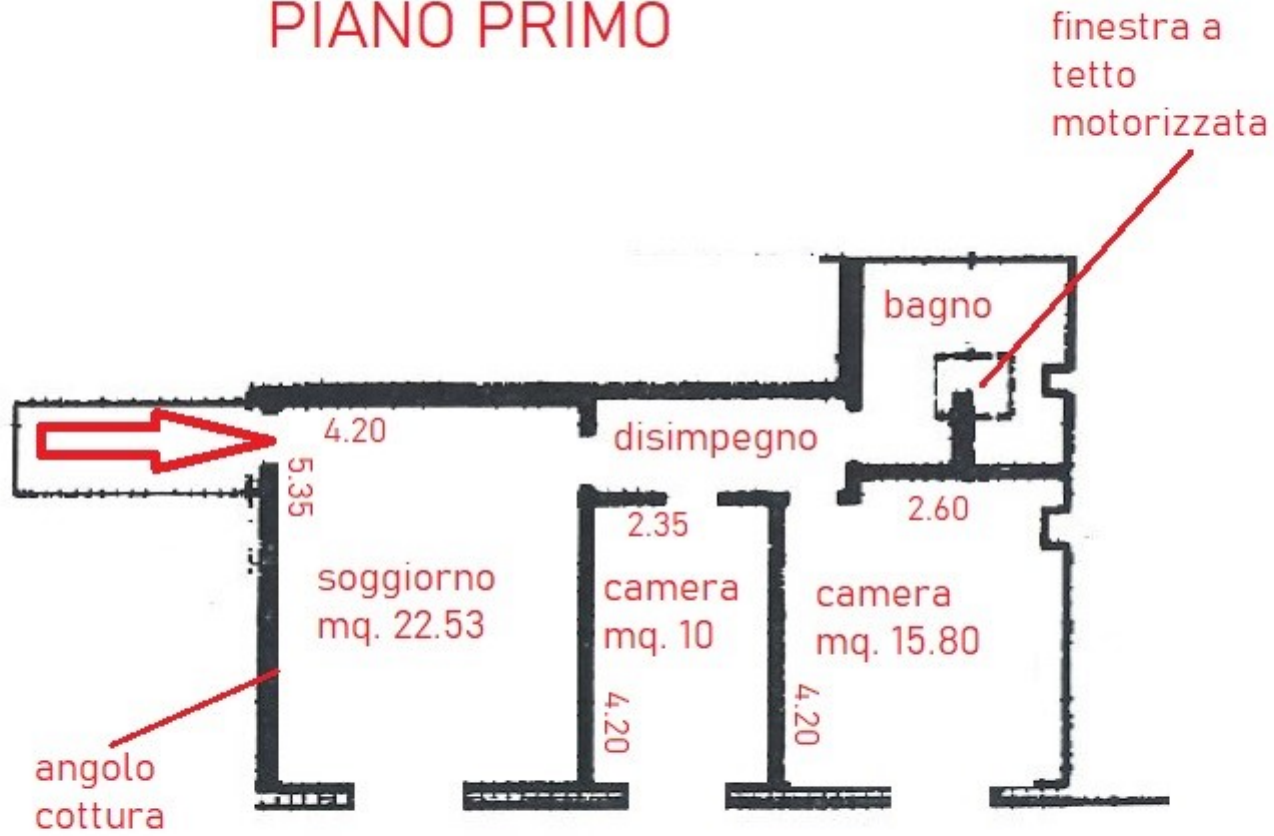 PIANO PRIMO
finestra a
tetto
motorizzata
bagno
4.20
disimpegno
5.35
2.35
2.60
soggiorno
mq. 22.53
camera
mq. 10
camera
mq. 15.80
4.20
4.20
angolo
cottura